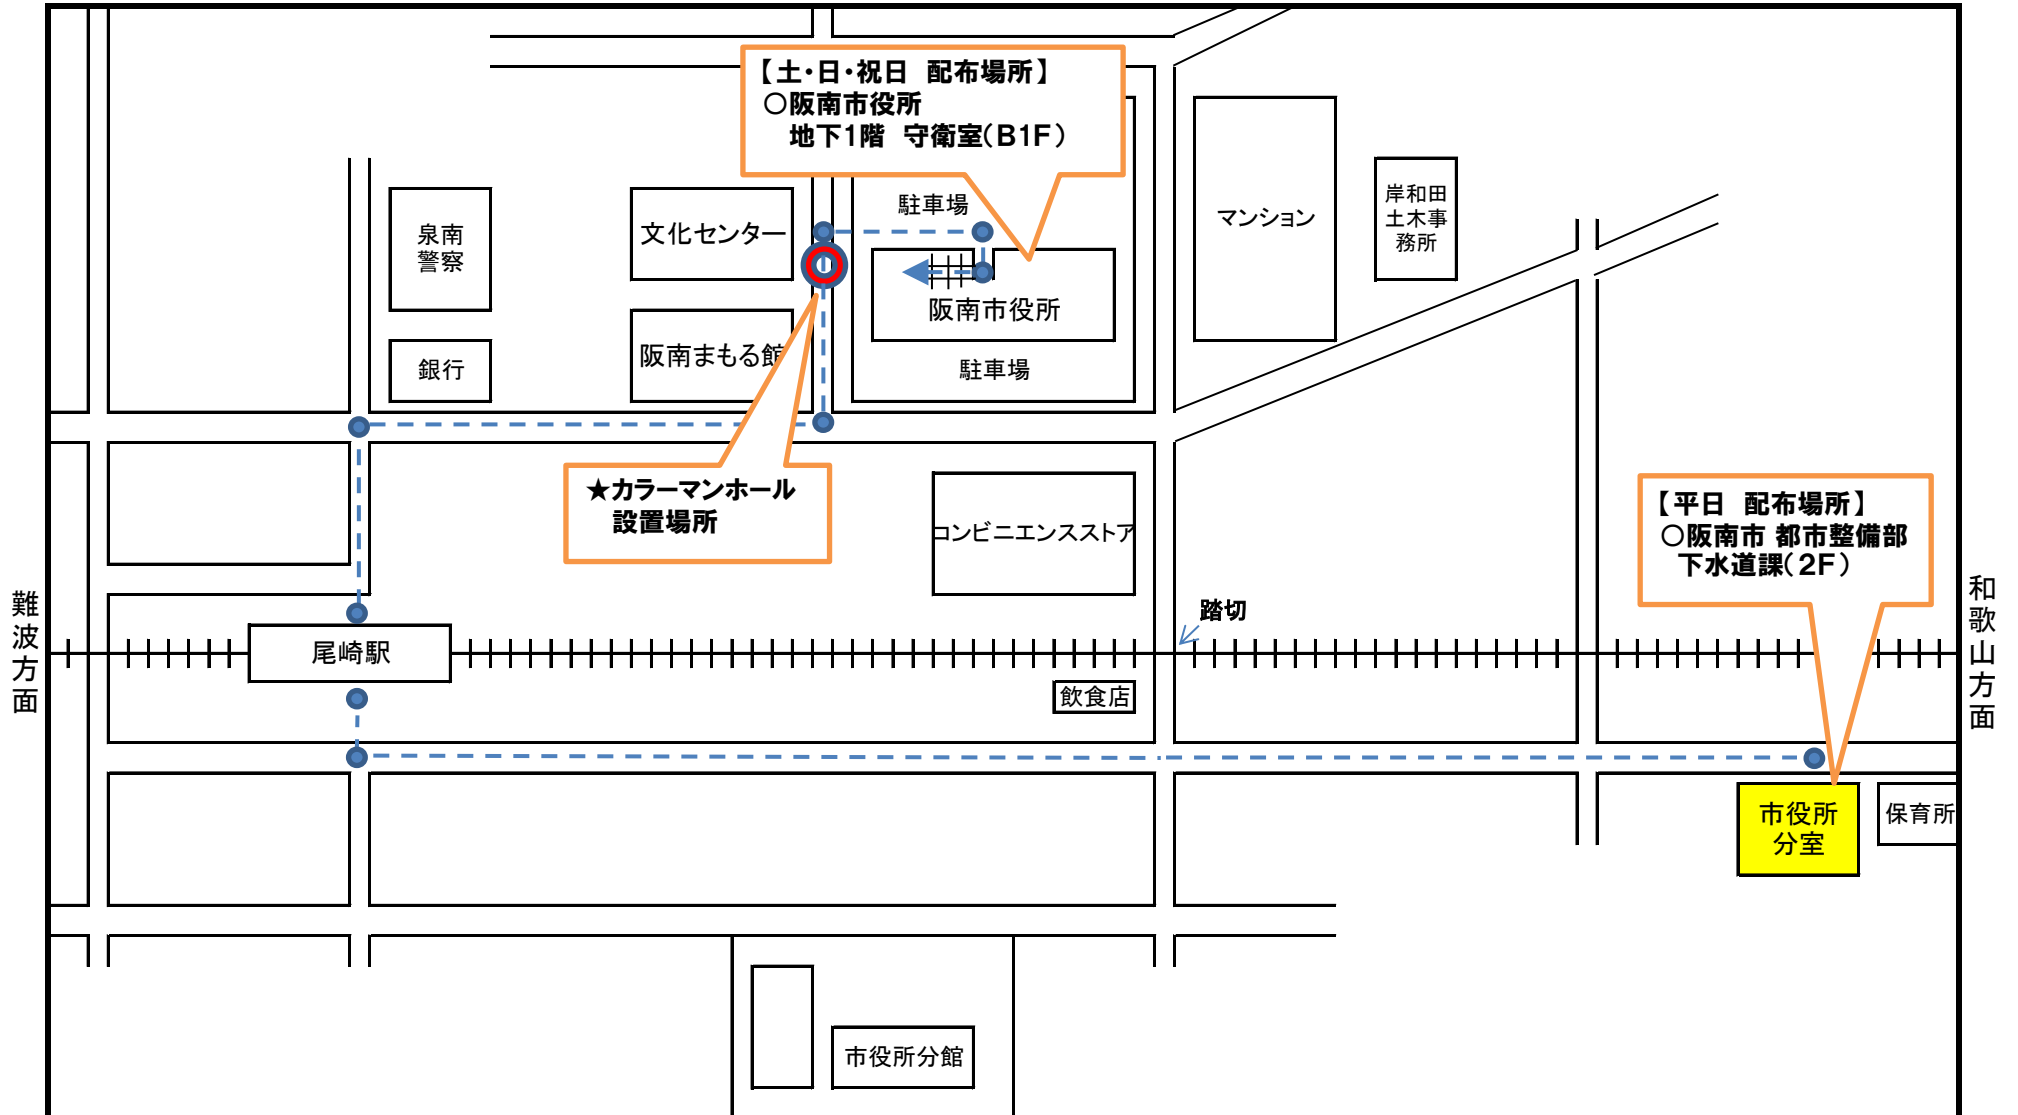 【土・日・祝日 配布場所】
○阪南市役所
地下1階 守衛室(B1F)
駐車場
マンション
岸和田
土木事
務所
泉南
警察
文化センター
阪南市役所
阪南まもる館
銀行
駐車場
★カラーマンホール
設置場所
コンビニエンスストア
【平日 配布場所】
○阪南市 都市整備部
下水道課(2F)
難波方面
和歌山方面
踏切
尾崎駅
飲食店
市役所
分室
保育所
市役所分館